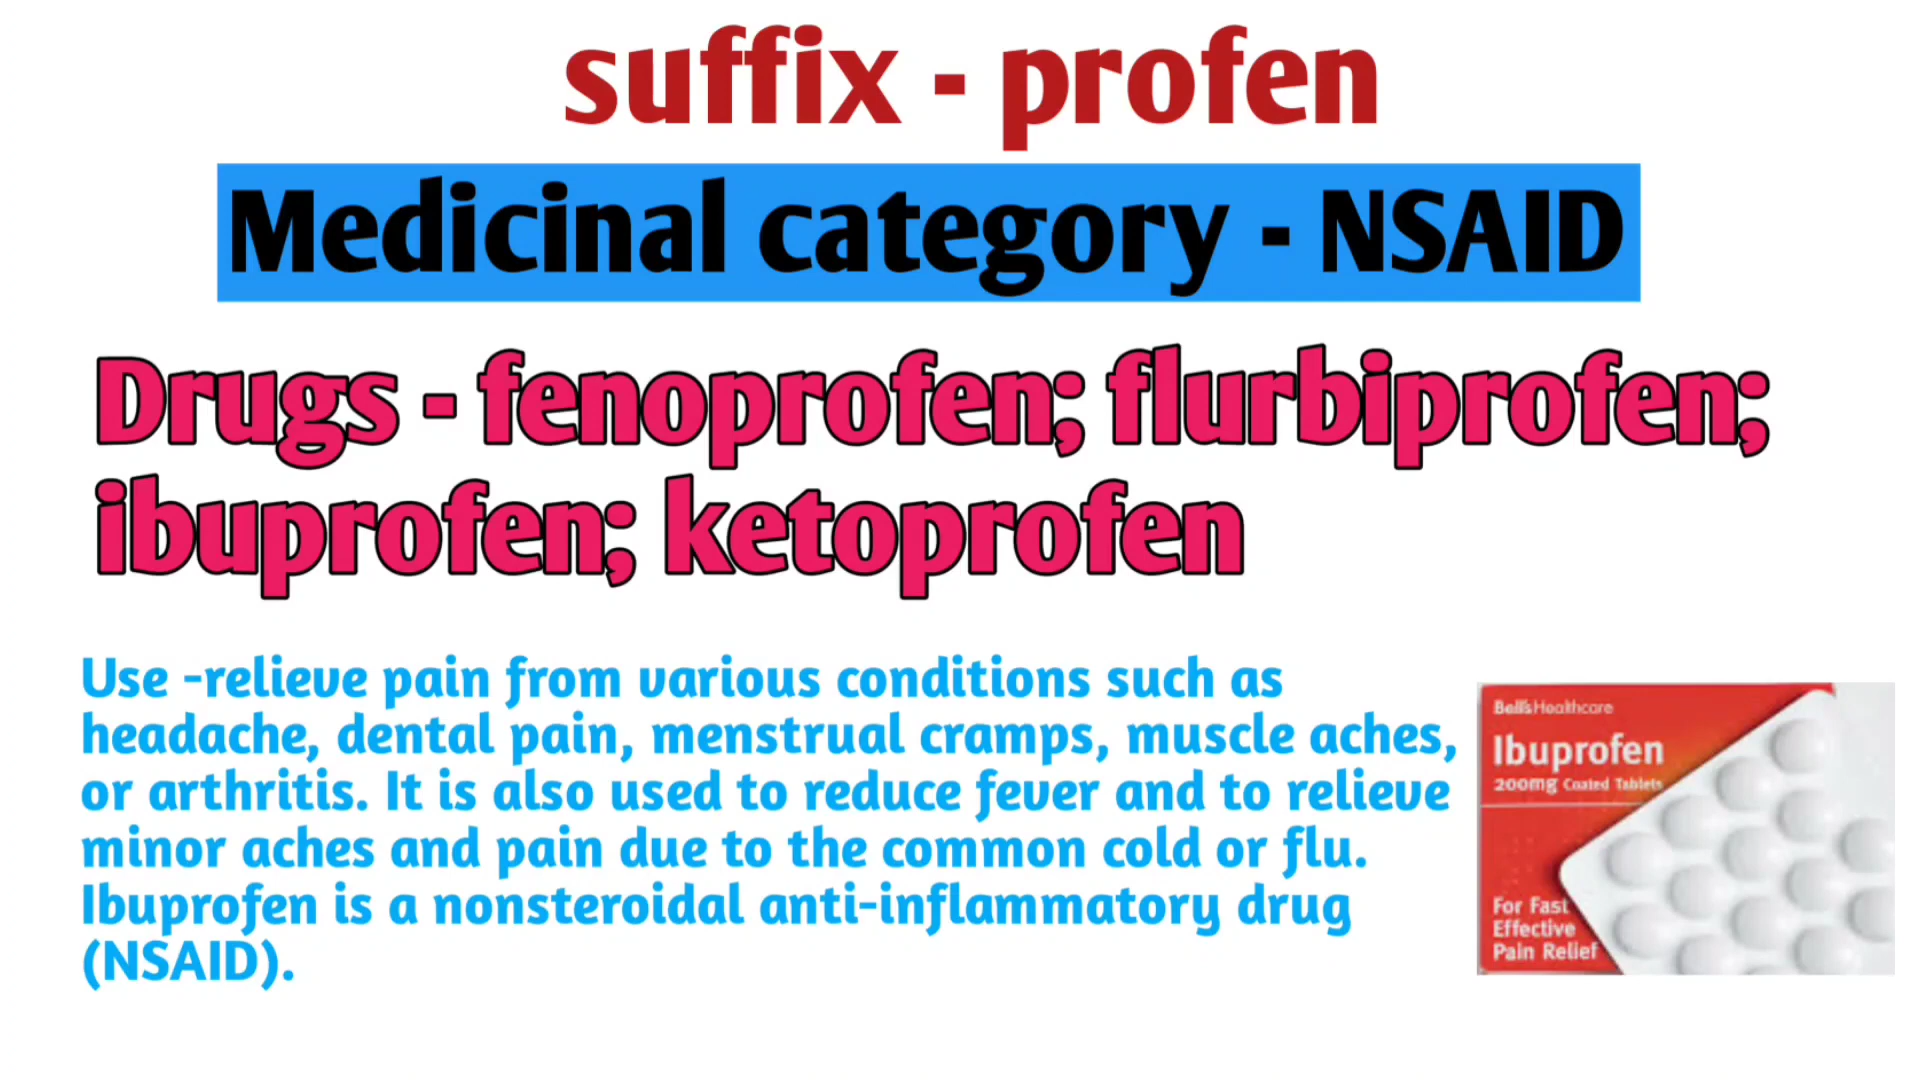 suffix - profen
Medicinal category - NSAID
Drugs - fenoprofen; flurbiprofen;
ibuprofen; ketoprofen
Use -relieve pain from various conditions such as
headache, dental pain, menstrual cramps, muscle aches,
or arthritis. It is also used to reduce fever and to relieve
minor aches and pain due to the common cold or flu.
Ibuprofen is a nonsteroidal anti-inflammatory drug
(NSAID).
Bell's Healthcare
Ibuprofen
200mg Coated Tablets
For Fast
Effective
Pain Relief